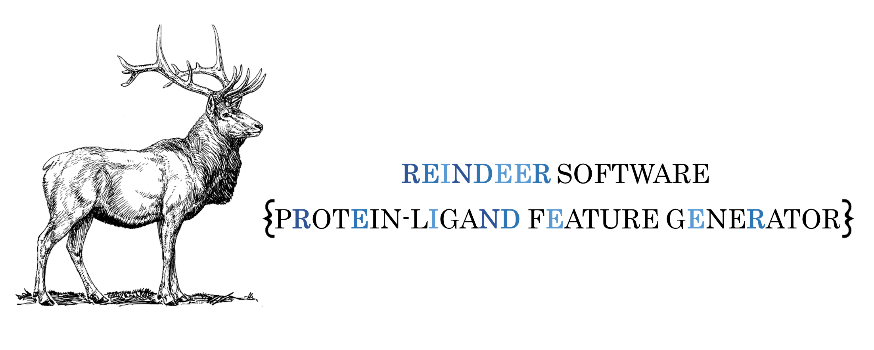 REINDEER SOFTWARE
{PROTEIN-LIGAND FEATURE GENERATOR}